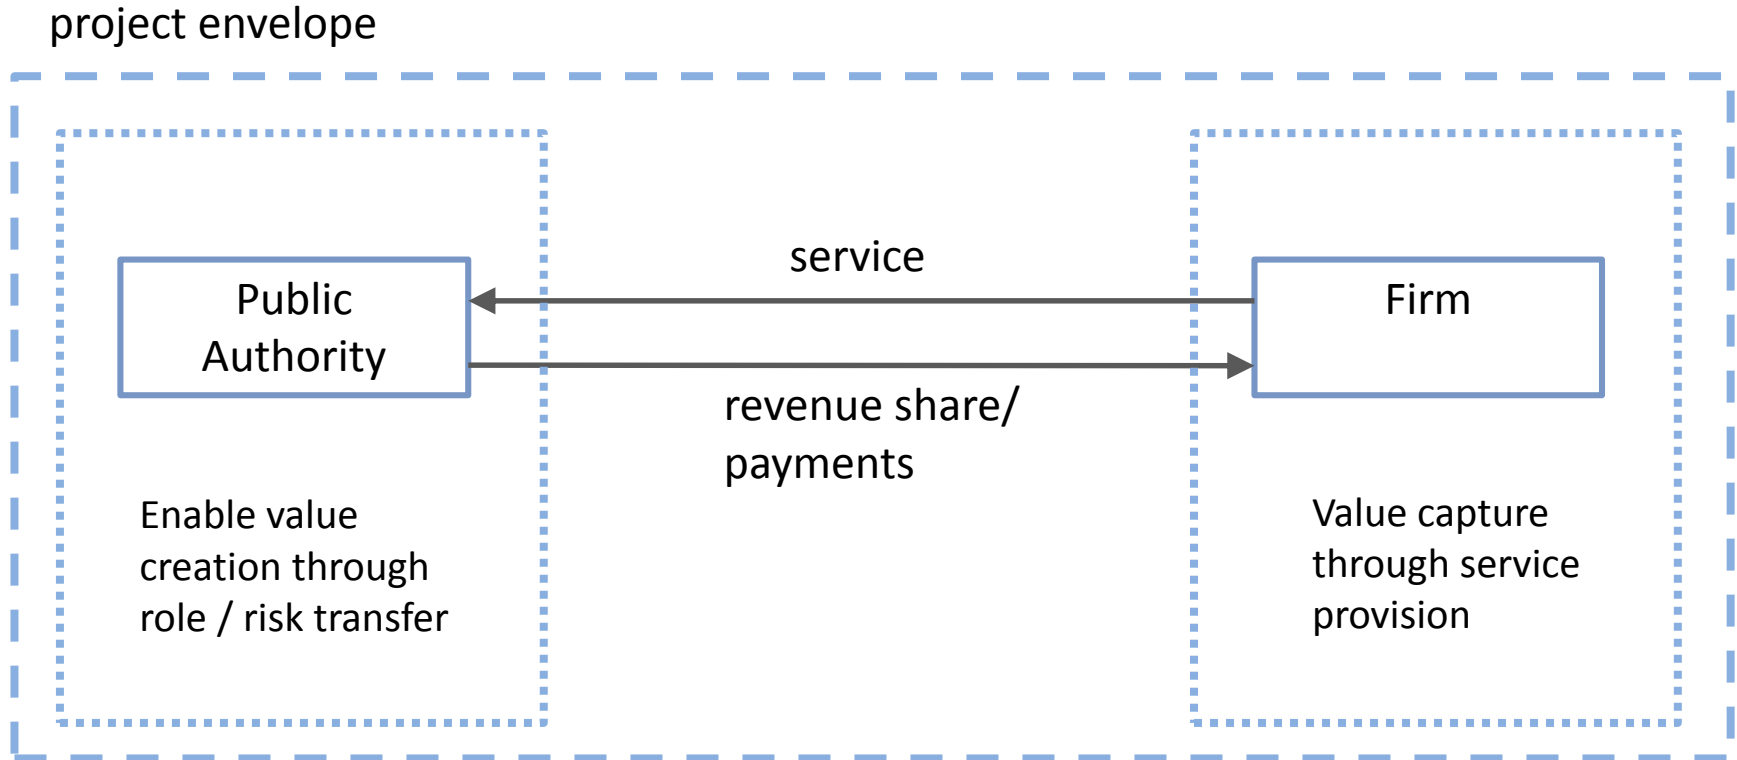 project envelope
service
Public
Authority
Firm
revenue share/
payments
Enable value
creation through
role / risk transfer
Value capture
through service
provision